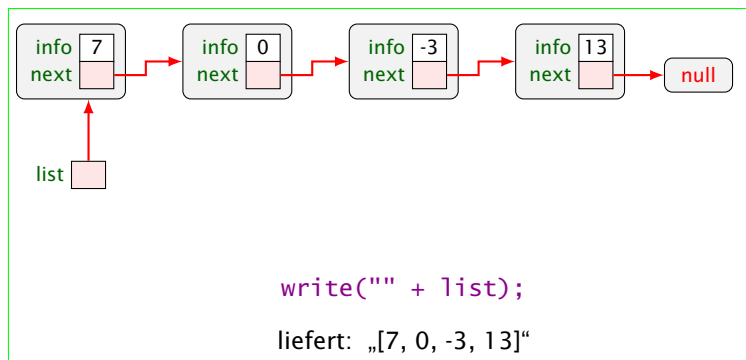 info 7 info 0 info -3 info 13
next next next next null
list
write("" + list);
liefert: „[7, 0, -3, 13]“